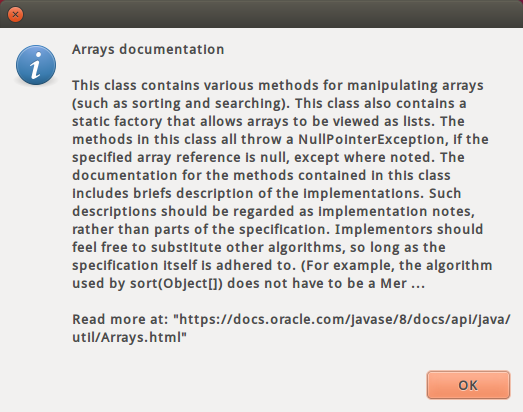 Arrays documentation
This class contains various methods for manipulating arrays
(such as sorting and searching). This class also contains a
static factory that allows arrays to be viewed as lists. The
methods in this class all throw a NullPointerException, if the
specified array reference is null, except where noted. The
documentation for the methods contained in this class
includes briefs description of the implementations. Such
descriptions should be regarded as implementation notes,
rather than parts of the specification. Implementors should
feel free to substitute other algorithms, so long as the
specification itself is adhered to. (For example, the algorithm
used by sort(Object[]) does not have to be a Mer ...
Read more at: "https://docs.oracle.com/javase/8/docs/api/java/
util/Arrays.html"
OK